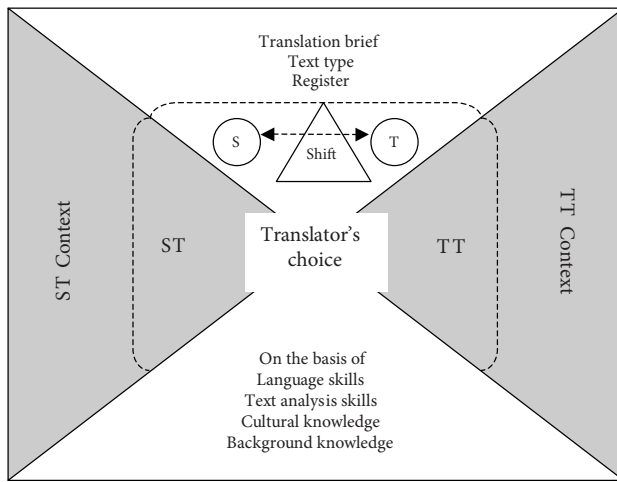 Translation brief
Text type
Register
S
Shift
T
ST Context
ST
Translator's
choice
TT
TT Context
On the basis of
Language skills
Text analysis skills
Cultural knowledge
Background knowledge